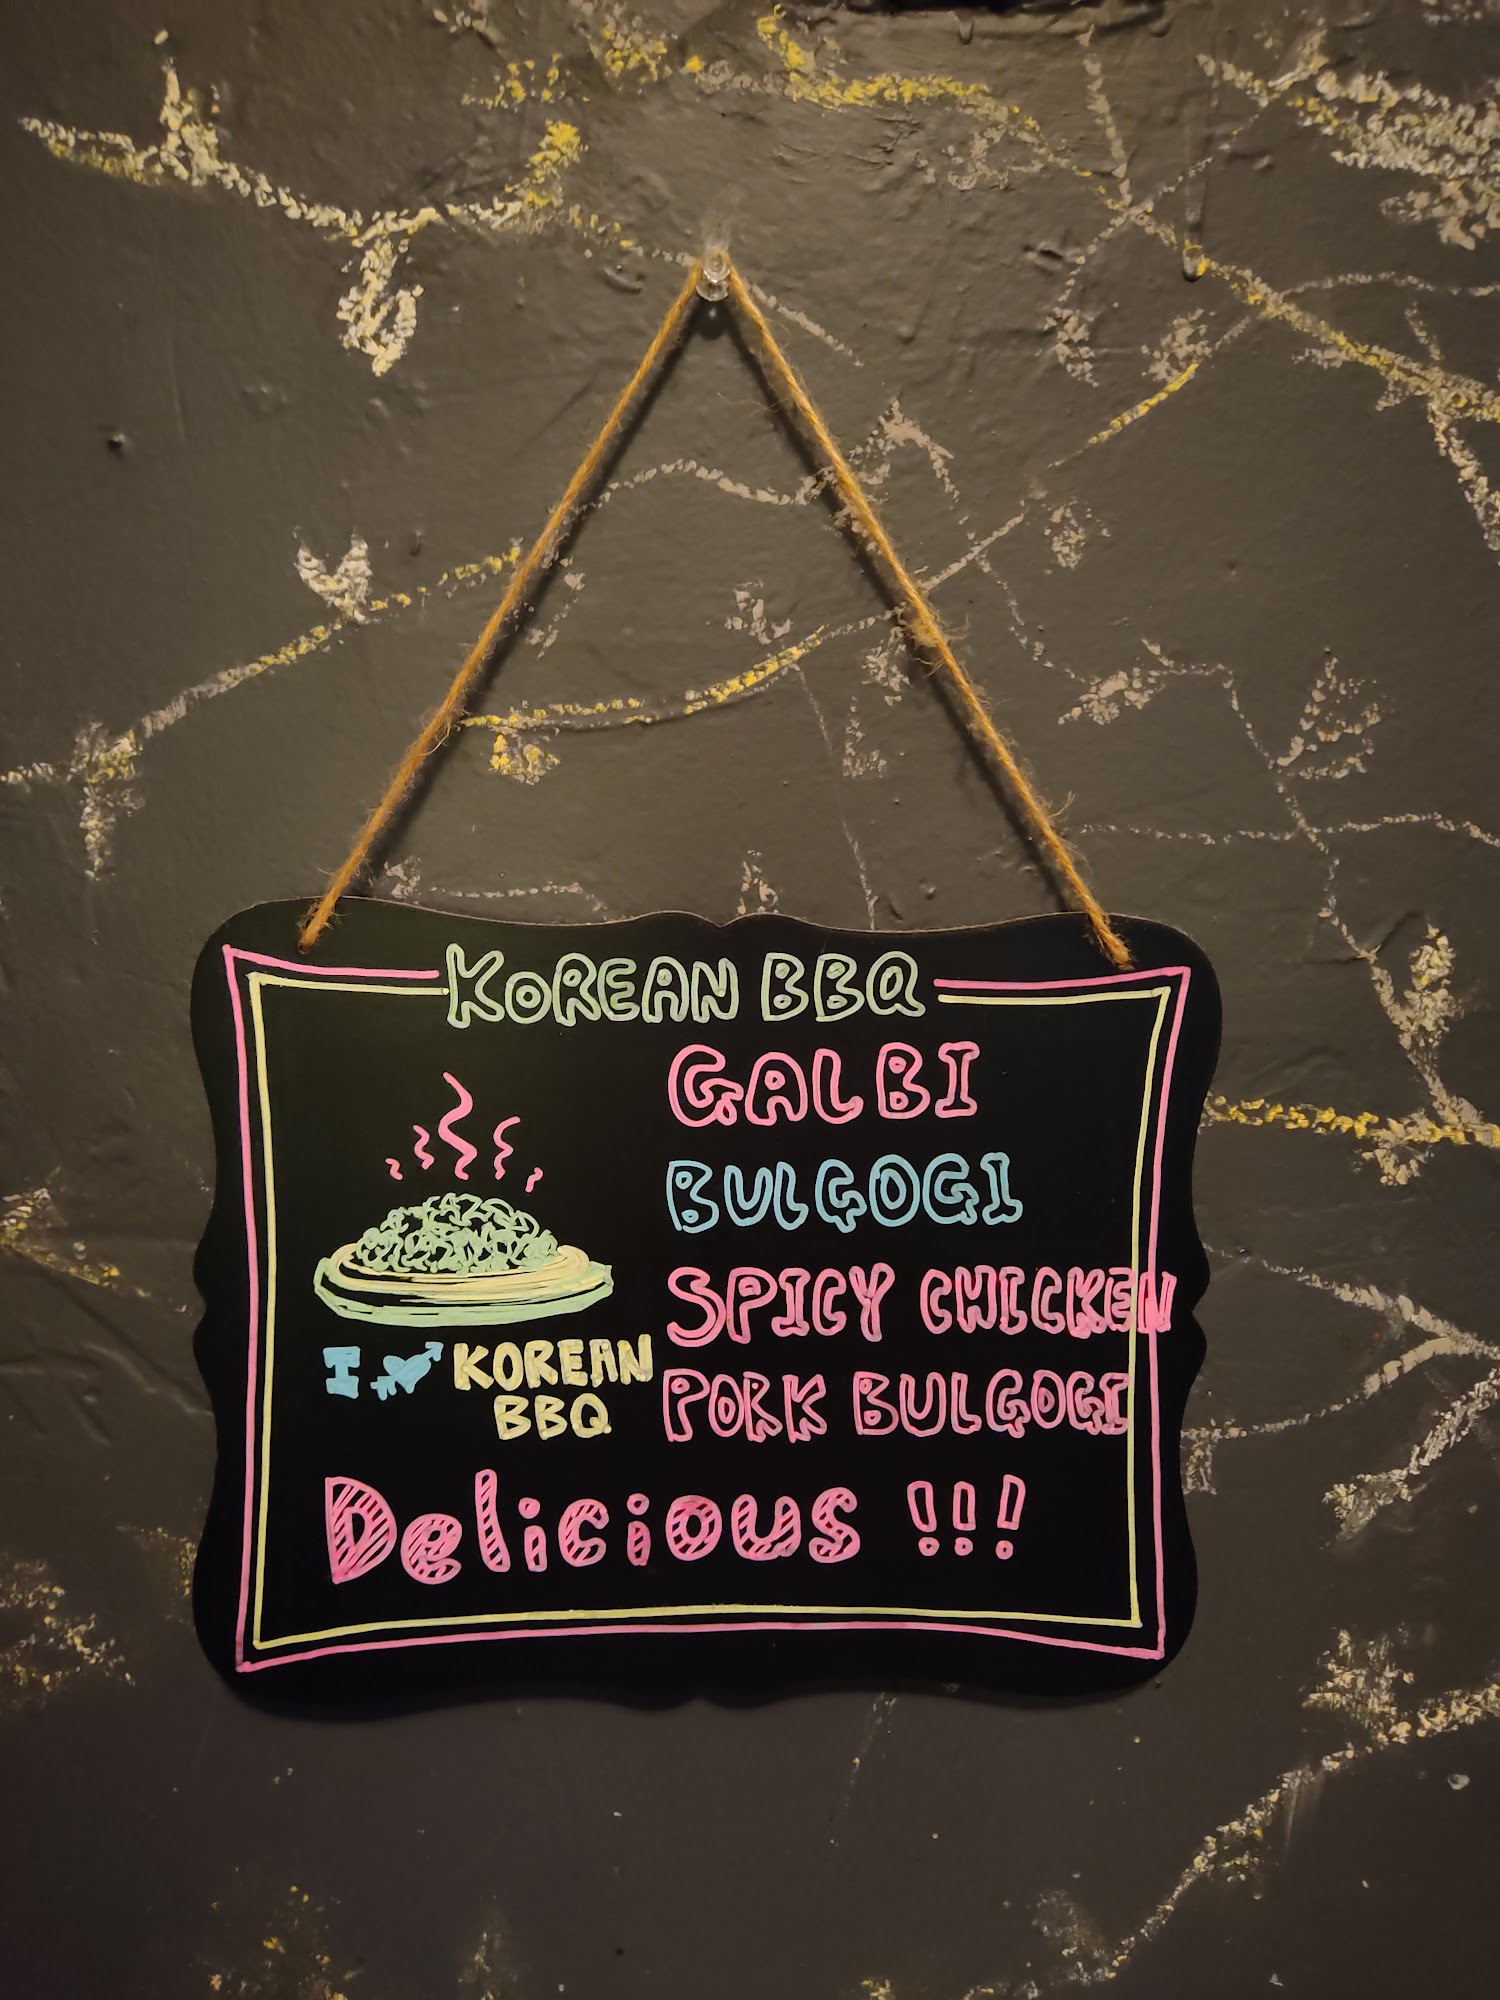 KOREAN BBQ
GALBI
BULGOGI
SPICY CHICKEN
PORK BULGOGI
I KOREAN
BBQ
Delicious !!!